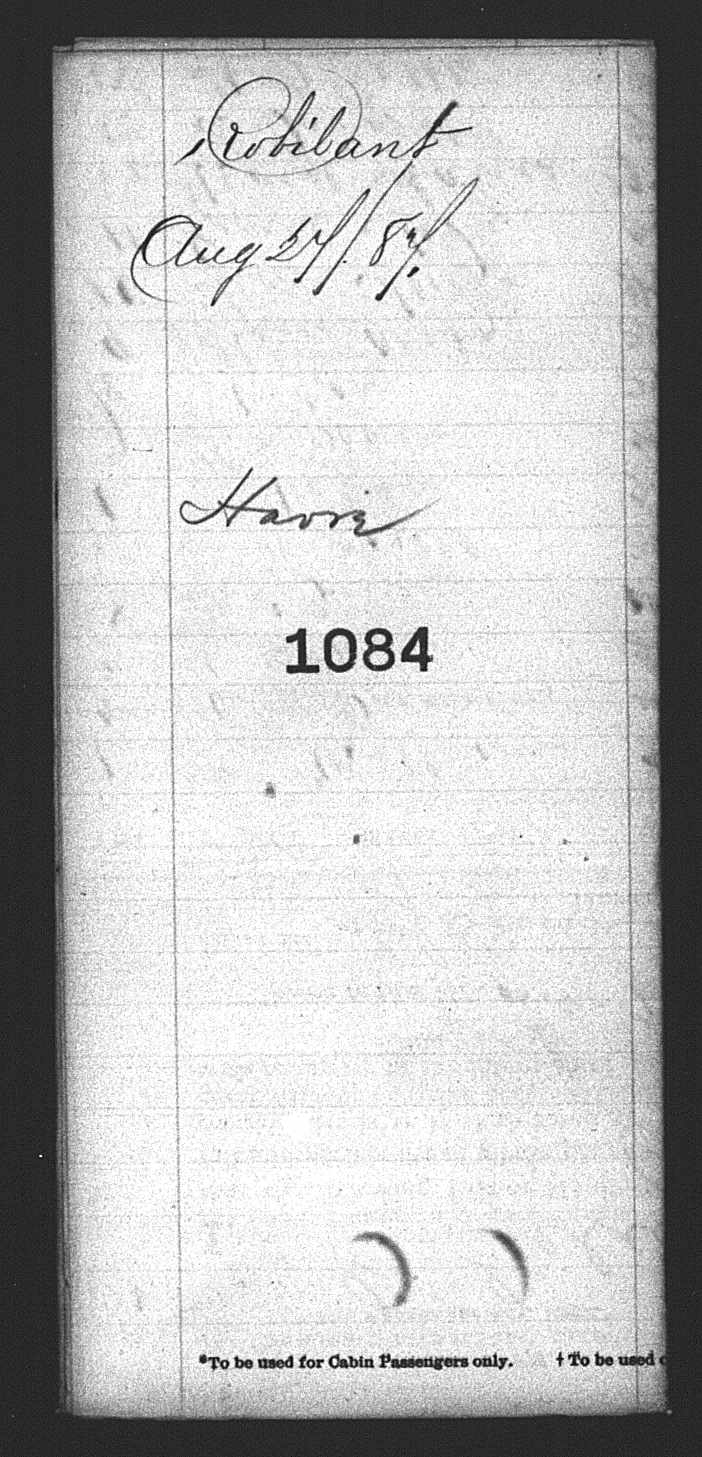 Robilant
Aug 27/87.
Havre
1084
*To be used for Cabin Passengers only. † To be used